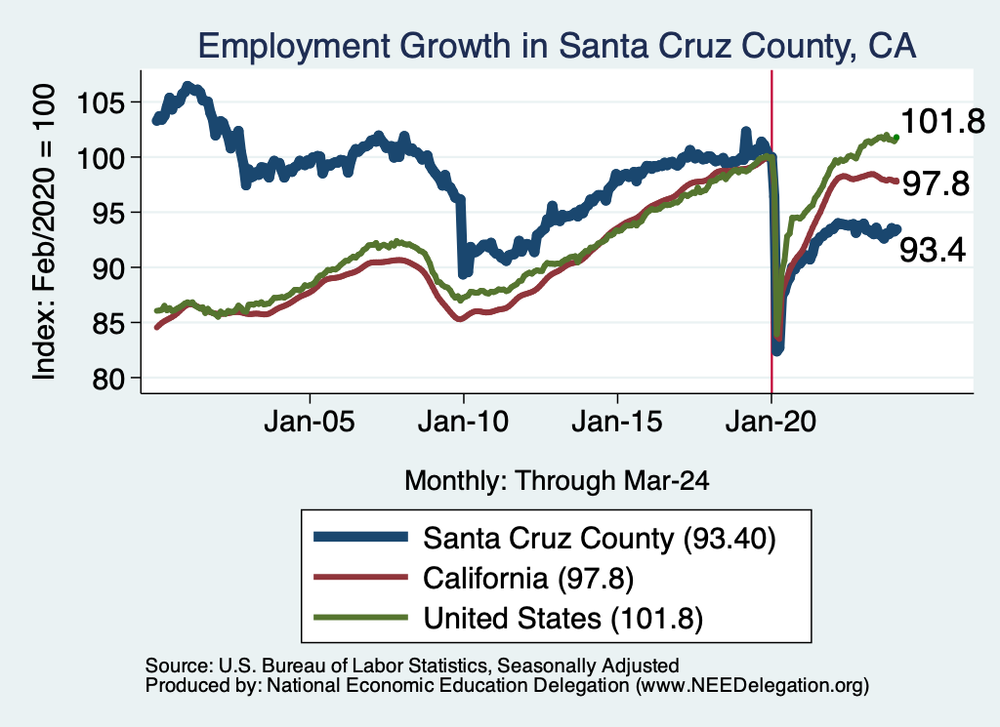 Employment Growth in Santa Cruz County, CA
Index: Feb/2020 = 100
105
100
95
90
85
80
101.8
97.8
93.4
Jan-05 Jan-10 Jan-15 Jan-20
Monthly: Through Mar-24
Santa Cruz County (93.40)
California (97.8)
United States (101.8)
Source: U.S. Bureau of Labor Statistics, Seasonally Adjusted
Produced by: National Economic Education Delegation (www.NEEDelegation.org)